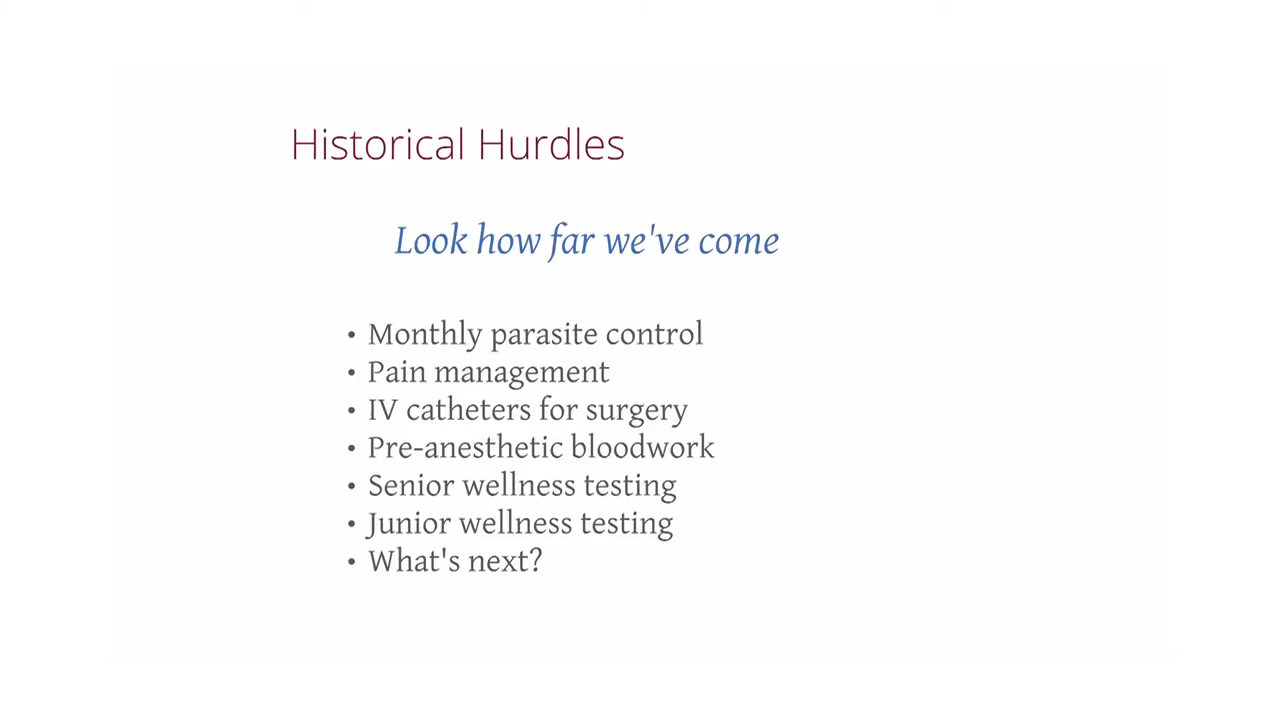 Historical Hurdles
Look how far we've come
• Monthly parasite control
• Pain management
• IV catheters for surgery
• Pre-anesthetic bloodwork
• Senior wellness testing
• Junior wellness testing
• What's next?